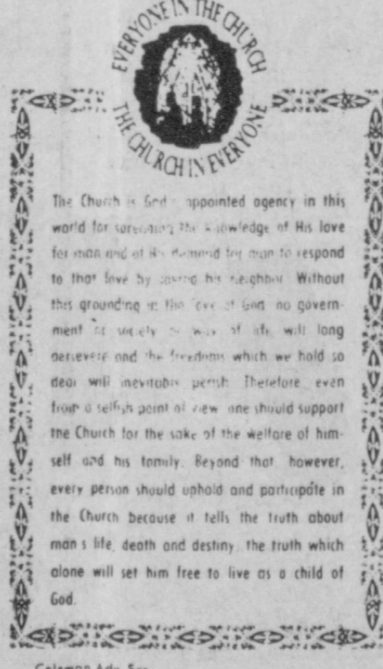 EVERYONE IN THE CHURCH
THE CHURCH IN EVERYONE
The Church is God's appointed agency in this
world for spreading the knowledge of His love
for man and of His demand for man to respond
to that love by loving his neighbor. Without
this grounding in the love of God, no govern-
ment or society or way of life will long
persevere and the freedoms which we hold so
dear will inevitably perish. Therefore, even
from a selfish point of view, one should support
the Church for the sake of the welfare of him-
self and his family. Beyond that, however,
every person should uphold and participate in
the Church because it tells the truth about
man's life, death and destiny; the truth which
alone will set him free to live as a child of
God.
Coleman Adv. Ser.